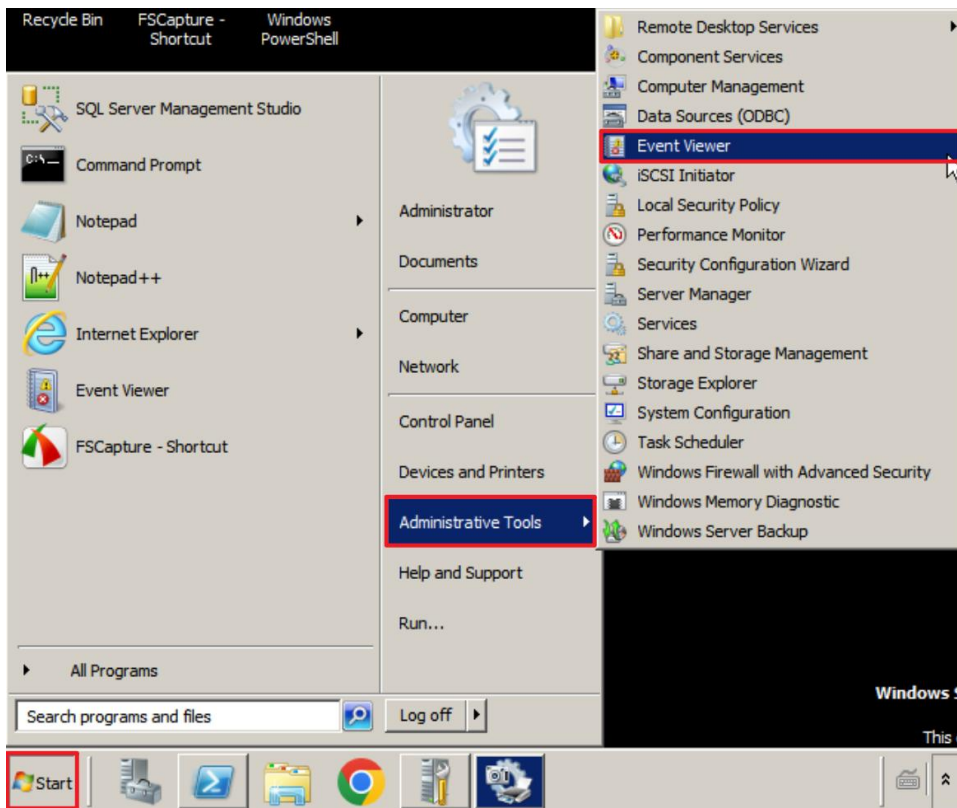 Recycle Bin
FSCapture -
Shortcut
Windows
PowerShell
SQL Server Management Studio
Command Prompt
Notepad
Notepad++
Internet Explorer
Event Viewer
FSCapture - Shortcut
All Programs
Search programs and files
Administrator
Documents
Computer
Network
Control Panel
Devices and Printers
Administrative Tools
Help and Support
Run...
Log off
Remote Desktop Services
Component Services
Computer Management
Data Sources (ODBC)
Event Viewer
iSCSI Initiator
Local Security Policy
Performance Monitor
Security Configuration Wizard
Server Manager
Services
Share and Storage Management
Storage Explorer
System Configuration
Task Scheduler
Windows Firewall with Advanced Security
Windows Memory Diagnostic
Windows Server Backup
Windows
This
Start